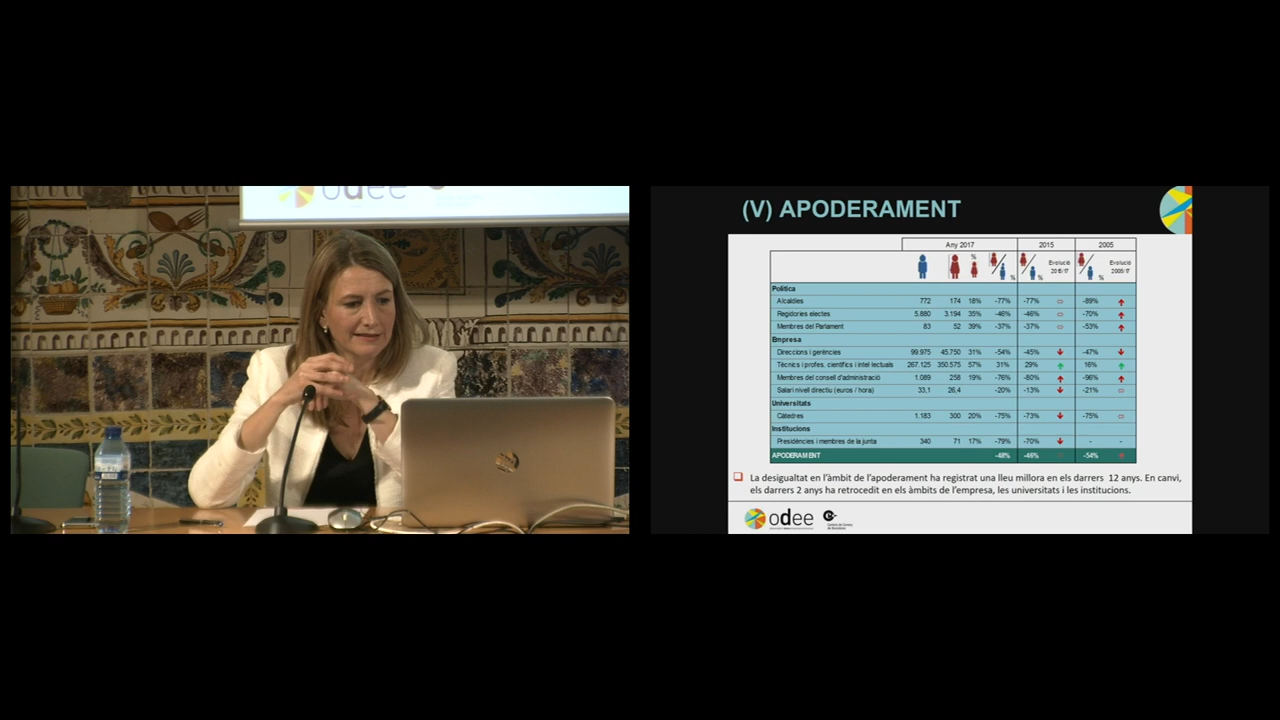 odee
(V) APODERAMENT
Any 2017 2015 2005
% % % Evolució 2015/17 % Evolució 2005/17
Política
Alcaldies 772 174 18% -77% -77% -89%
Regidories electes 5.880 3.194 35% -46% -46% -70%
Membres del Parlament 83 52 39% -37% -37% -53%
Empresa
Direccions i gerències 99.975 45.750 31% -54% -45% -47%
Tècnics i profes. científics i intel·lectuals 267.125 350.575 57% 31% 29% 16%
Membres del consell d'administració 1.089 258 19% -76% -80% -96%
Salari nivell directiu (euros / hora) 33,1 26,4 -20% -13% -21%
Universitats
Càtedres 1.183 300 20% -75% -73% -75%
Institucions
Presidències i membres de la junta 340 71 17% -79% -70% - -
APODERAMENT -48% -46% -54%
La desigualtat en l'àmbit de l'apoderament ha registrat una lleu millora en els darrers 12 anys. En canvi,
els darrers 2 anys ha retrocedit en els àmbits de l'empresa, les universitats i les institucions.
odee